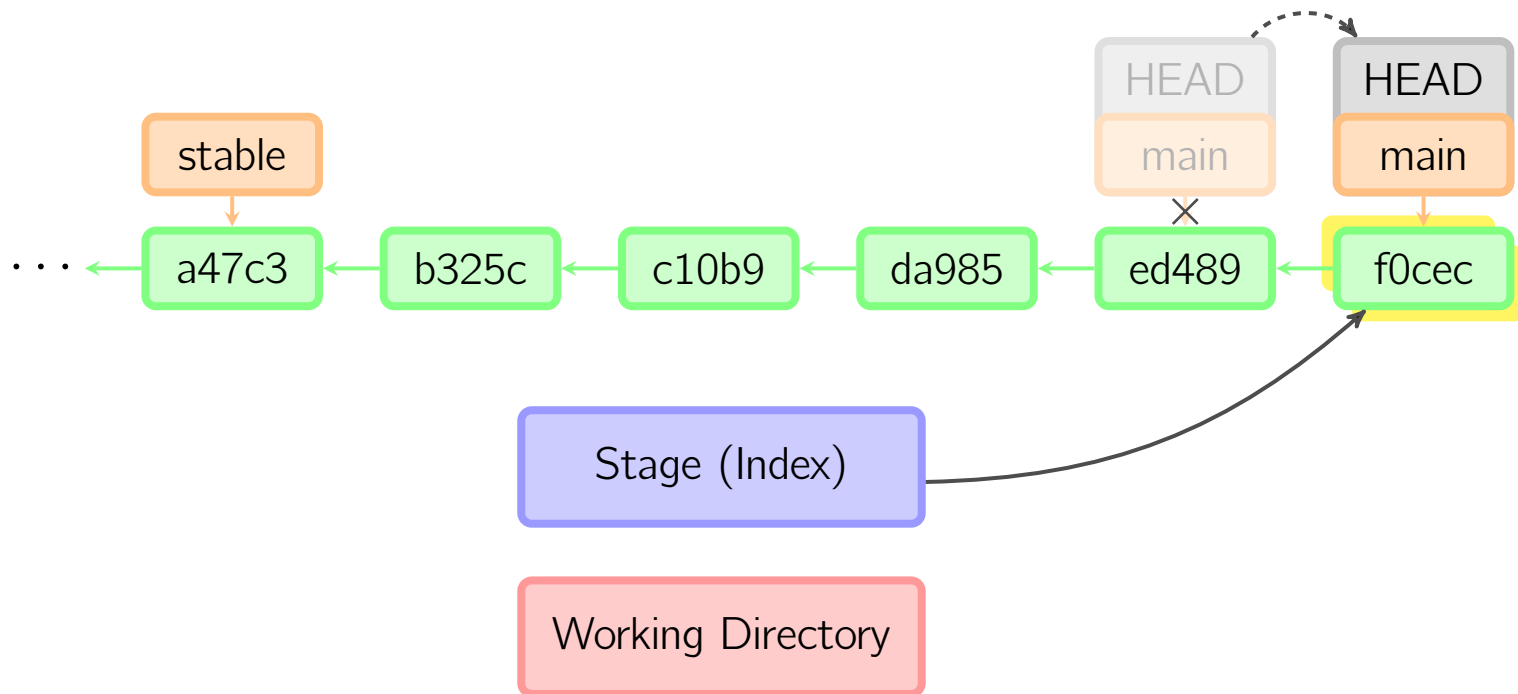 HEAD HEAD
stable main main
... a47c3 b325c c10b9 da985 ed489 f0cec
Stage (Index)
Working Directory